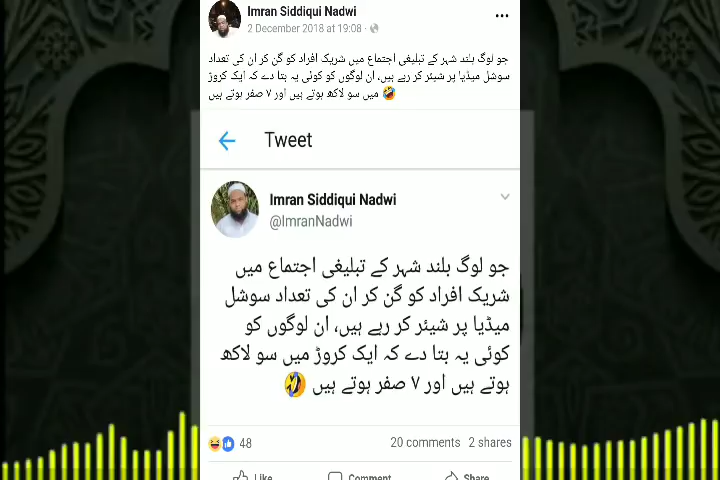 Imran Siddiqui Nadwi
2 December 2018 at 19:08 ·
جو لوگ بلند شہر کے تبلیغی اجتماع میں شریک افراد کو گن کر ان کی تعداد
سوشل میڈیا پر شیئر کر رہے ہیں، ان لوگوں کو کوئی یہ بتا دے کہ ایک کروڑ
میں سو لاکھ ہوتے ہیں اور ۷ صفر ہوتے ہیں 🤣
Tweet
Imran Siddiqui Nadwi
@ImranNadwi
جو لوگ بلند شہر کے تبلیغی اجتماع میں
شریک افراد کو گن کر ان کی تعداد سوشل
میڈیا پر شیئر کر رہے ہیں، ان لوگوں کو
کوئی یہ بتا دے کہ ایک کروڑ میں سو لاکھ
ہوتے ہیں اور ۷ صفر ہوتے ہیں 🤣
48 20 comments 2 shares
Like Comment Share